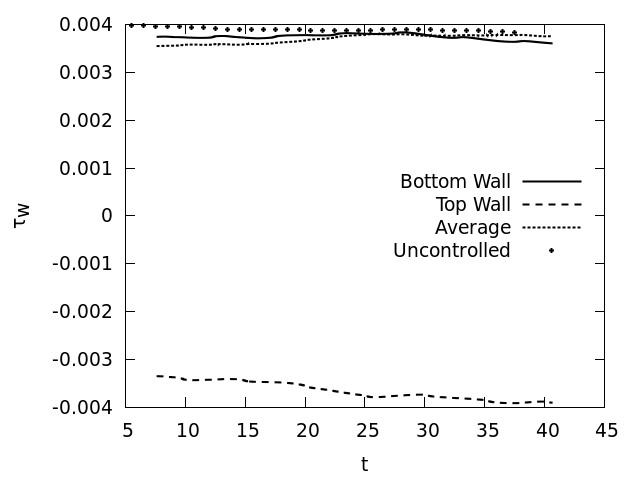 0.004
0.003
0.002
0.001
0
-0.001
-0.002
-0.003
-0.004
τw
Bottom Wall
Top Wall
Average
Uncontrolled
5 10 15 20 25 30 35 40 45
t